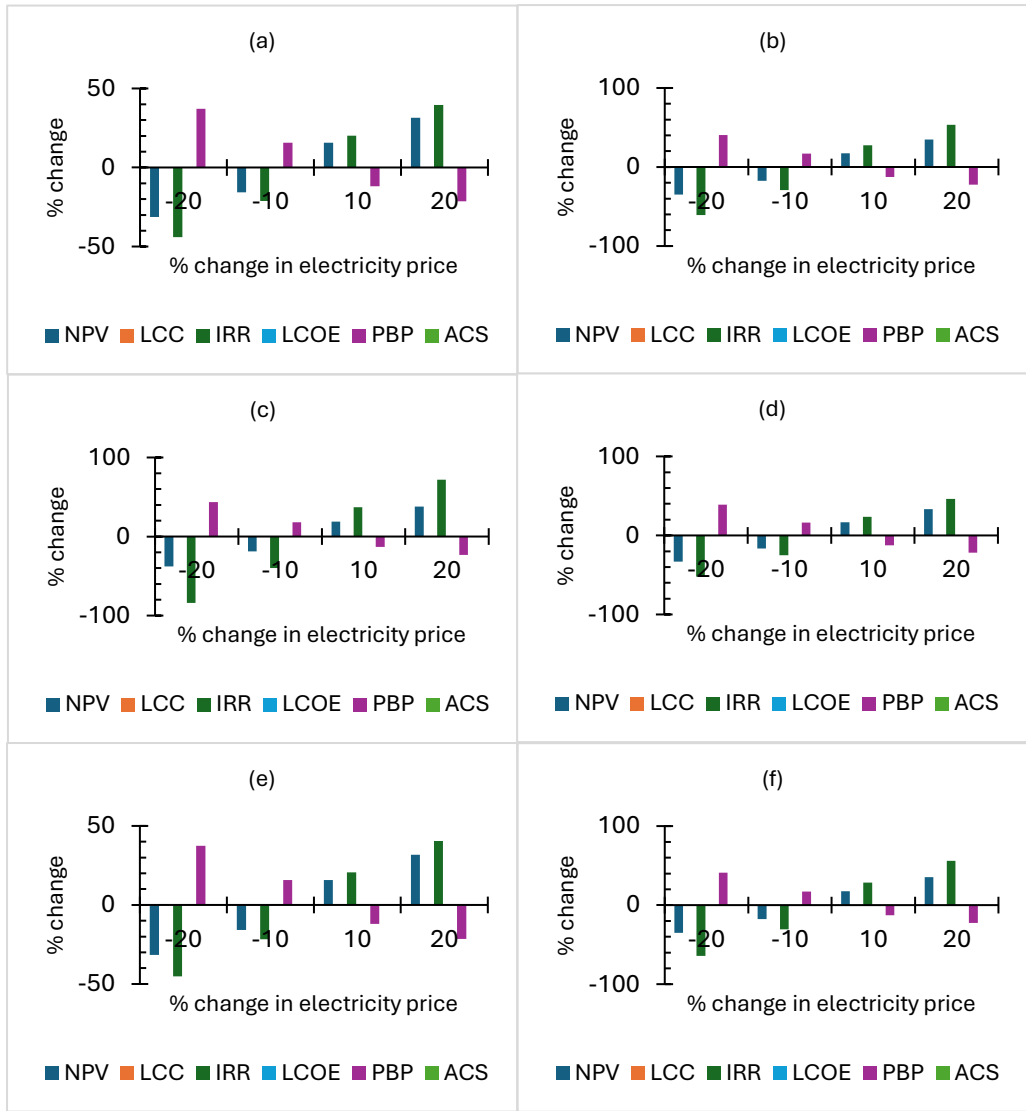 (a)
50
0
-50
% change
-20 -10 10 20
% change in electricity price
NPV LCC IRR LCOE PBP ACS
(b)
100
0
-100
% change
-20 -10 10 20
% change in electricity price
NPV LCC IRR LCOE PBP ACS
(c)
100
0
-100
% change
-20 -10 10 20
% change in electricity price
NPV LCC IRR LCOE PBP ACS
(d)
100
0
-100
% change
-20 -10 10 20
% change in electricity price
NPV LCC IRR LCOE PBP ACS
(e)
50
0
-50
% change
-20 -10 10 20
% change in electricity price
NPV LCC IRR LCOE PBP ACS
(f)
100
0
-100
% change
-20 -10 10 20
% change in electricity price
NPV LCC IRR LCOE PBP ACS